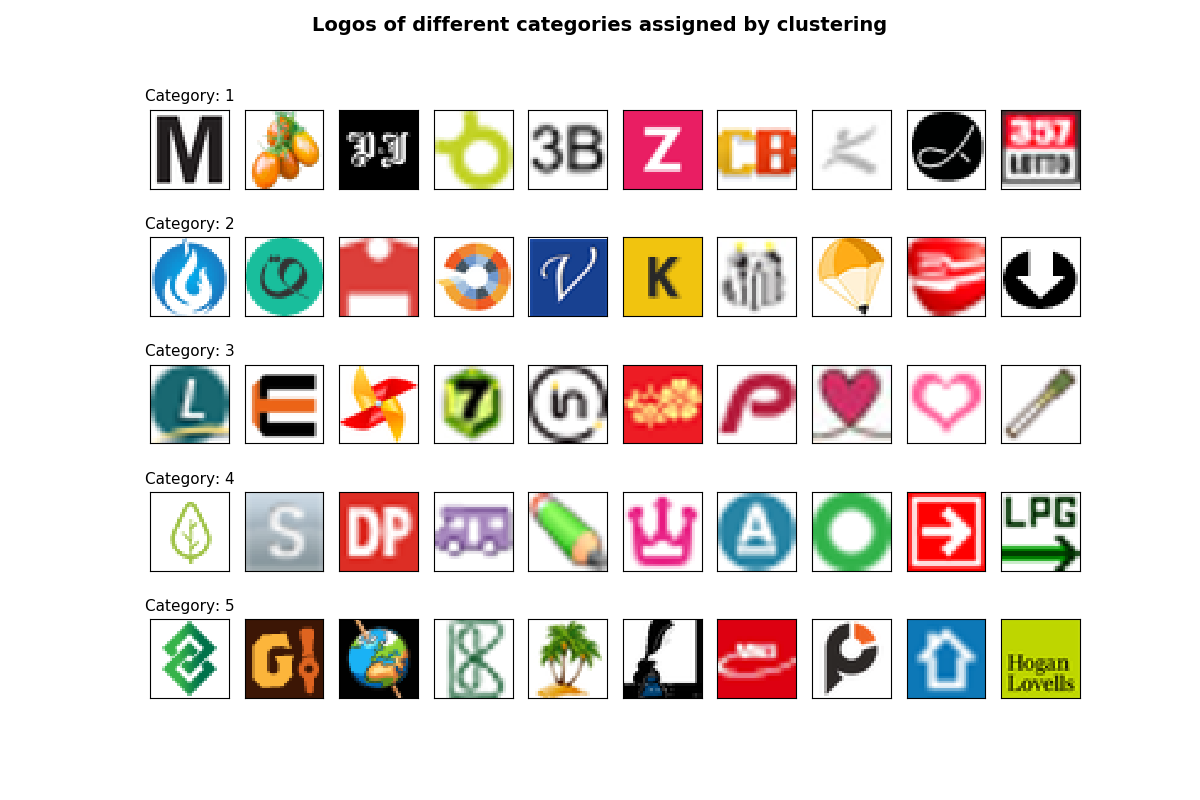 Logos of different categories assigned by clustering
Category: 1
M
P·J
3B
Z
CB
357
LOTTO
Category: 2
V
K
Category: 3
L
E
7
in
P
Category: 4
S
DP
A
LPG
Category: 5
G
K
P
Hogan
Lovells